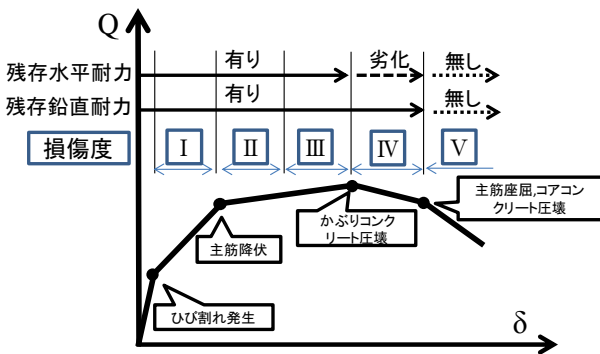 Q
残存水平耐力
有り
劣化
無し
残存鉛直耐力
有り
無し
損傷度
Ⅰ
Ⅱ
Ⅲ
Ⅳ
Ⅴ
主筋座屈,コアコン
クリート圧壊
かぶりコンク
リート圧壊
主筋降伏
ひび割れ発生
δ